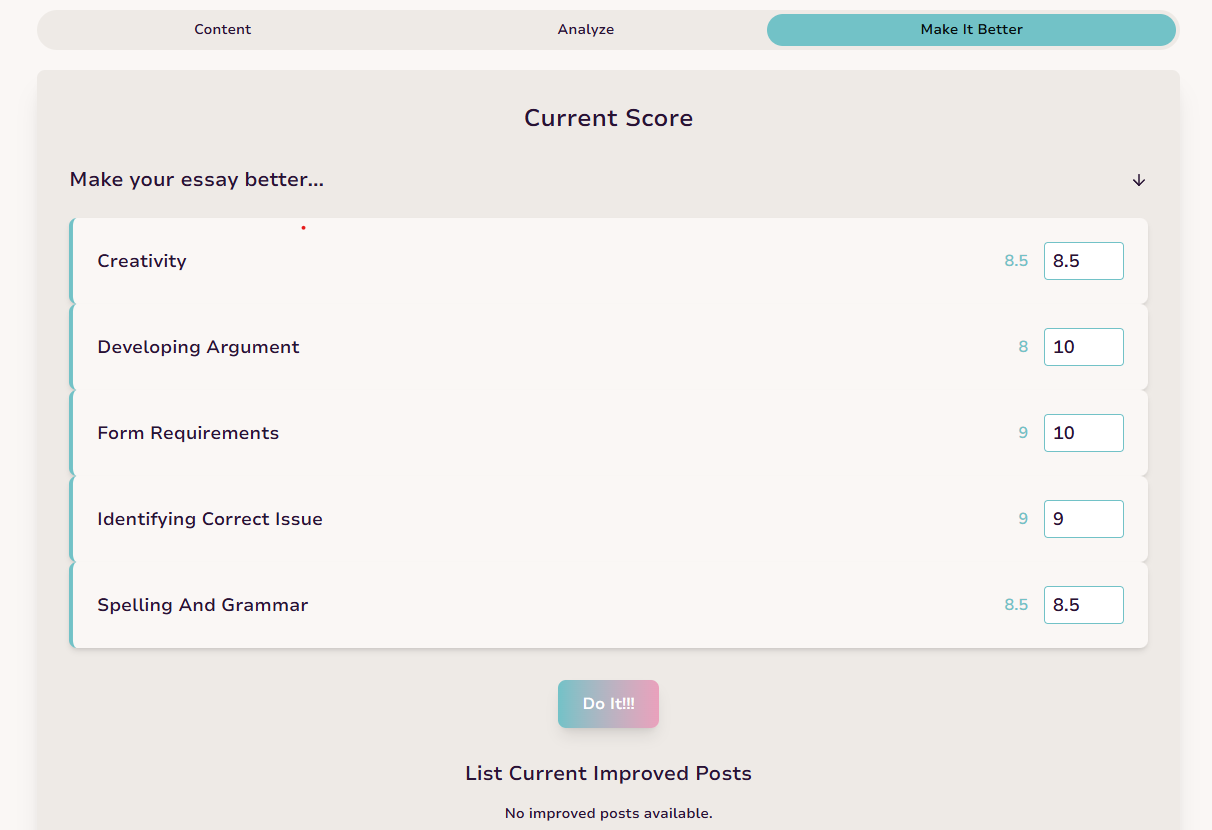 Content Analyze Make It Better
Current Score
Make your essay better...
Creativity 8.5 8.5
Developing Argument 8 10
Form Requirements 9 10
Identifying Correct Issue 9 9
Spelling And Grammar 8.5 8.5
Do It!!!
List Current Improved Posts
No improved posts available.